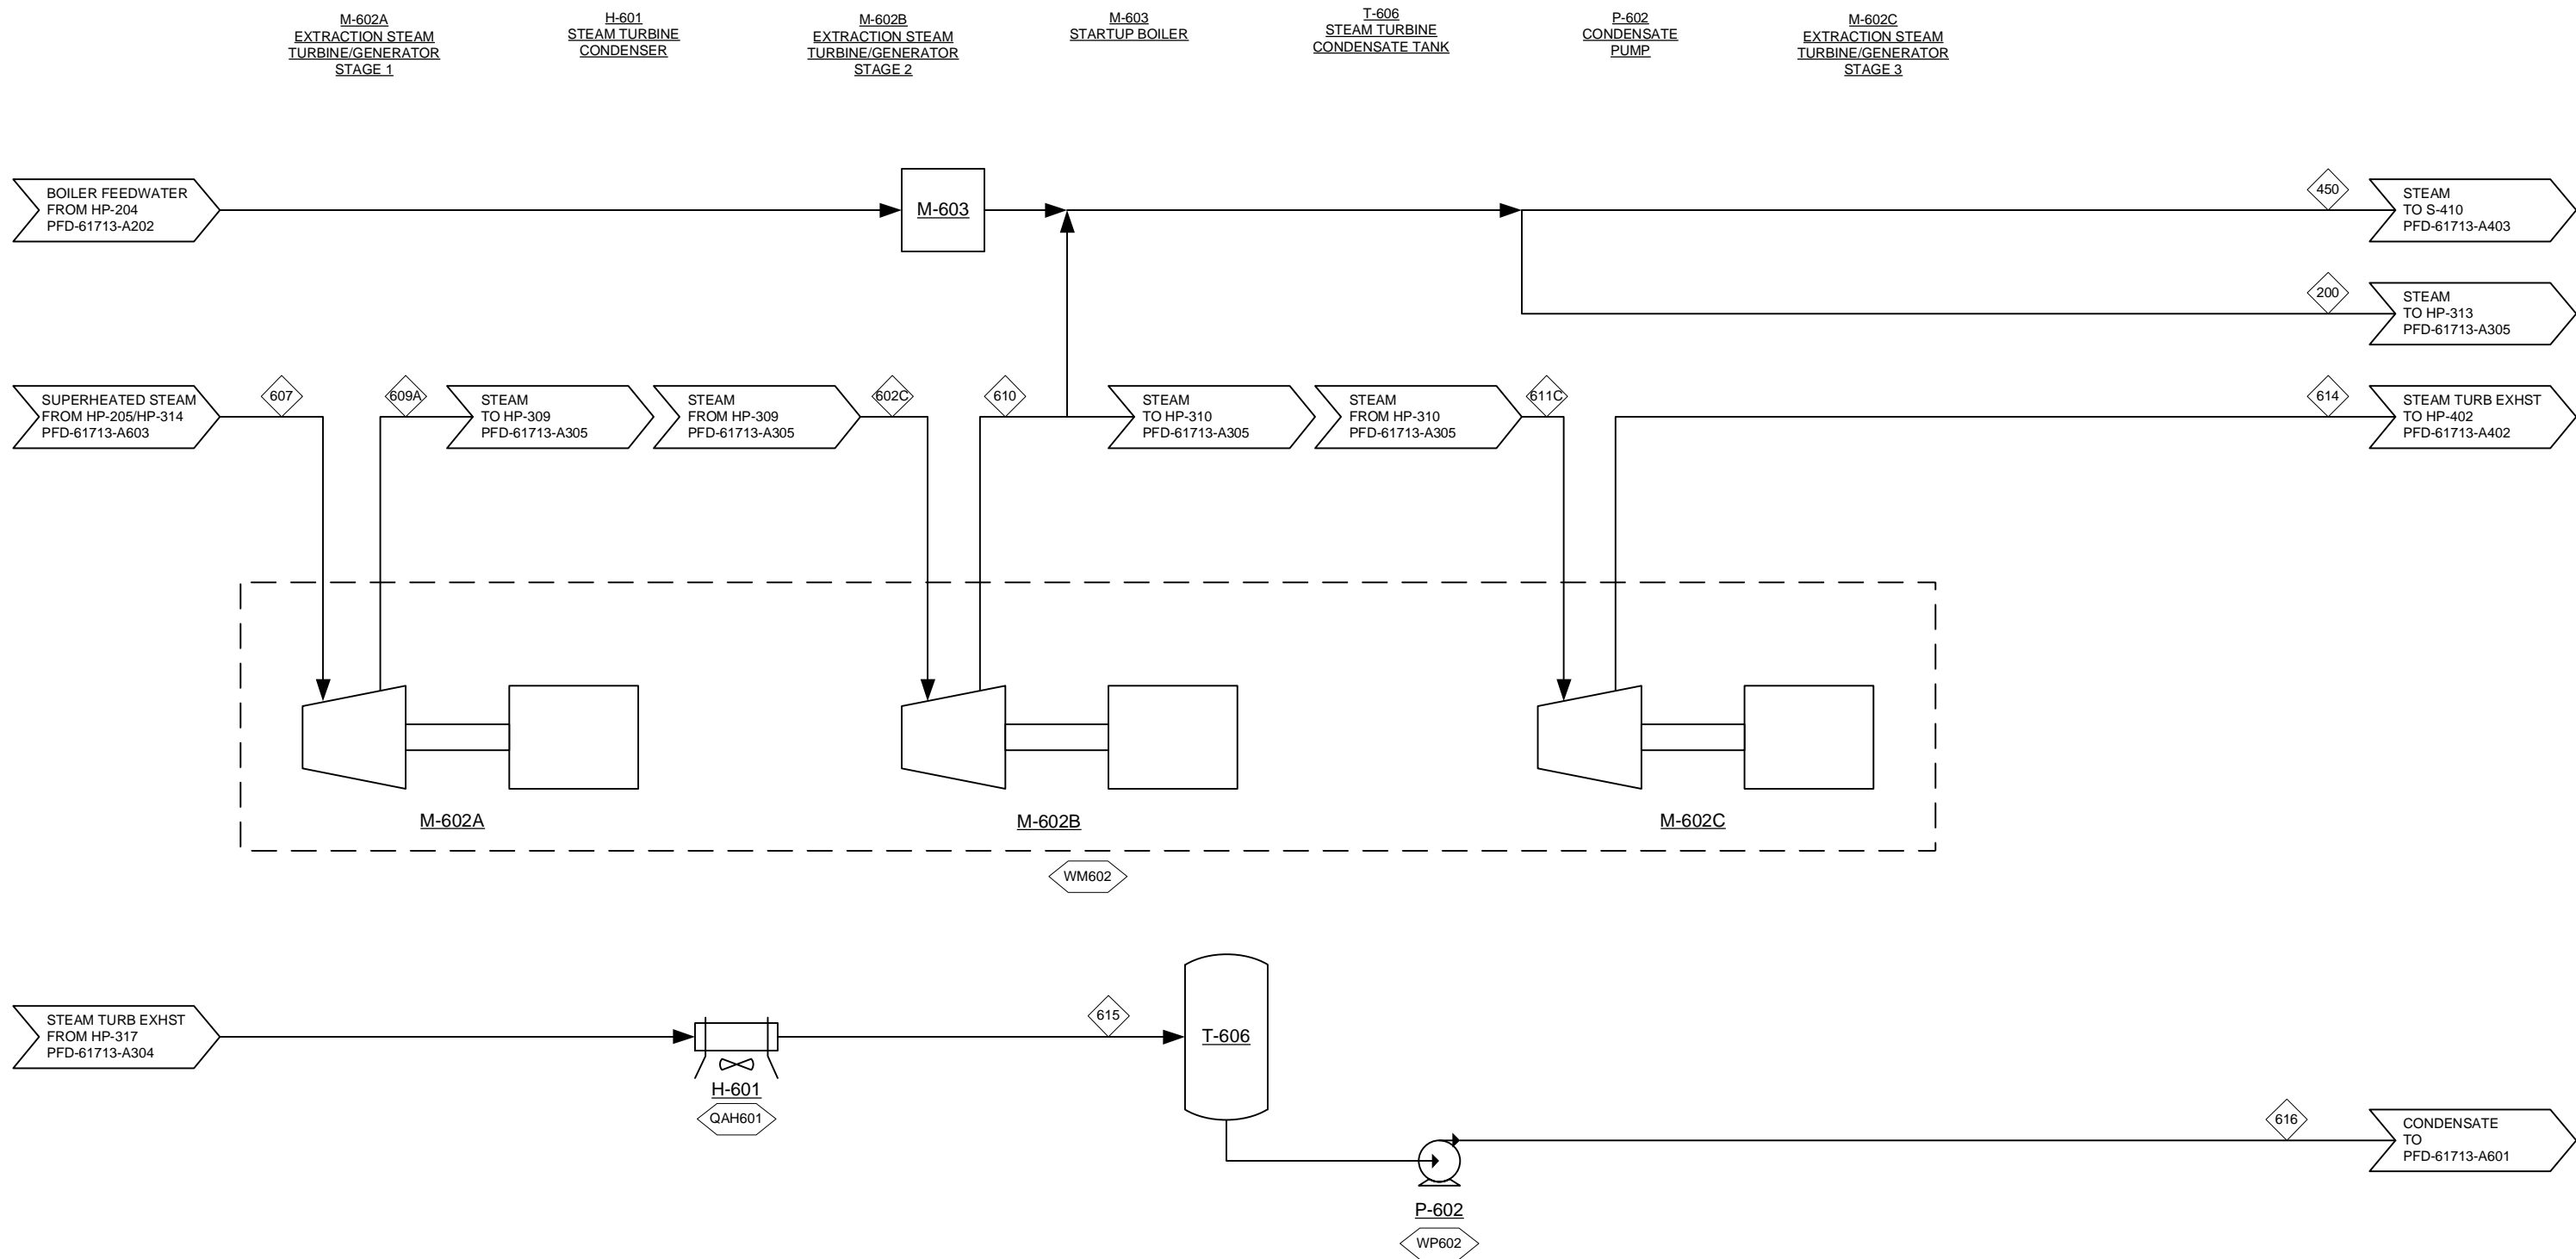 M-602A
EXTRACTION STEAM
TURBINE/GENERATOR
STAGE 1
H-601
STEAM TURBINE
CONDENSER
M-602B
EXTRACTION STEAM
TURBINE/GENERATOR
STAGE 2
M-603
STARTUP BOILER
T-606
STEAM TURBINE
CONDENSATE TANK
P-602
CONDENSATE
PUMP
M-602C
EXTRACTION STEAM
TURBINE/GENERATOR
STAGE 3
BOILER FEEDWATER
FROM HP-204
PFD-61713-A202
M-603
450
STEAM
TO S-410
PFD-61713-A403
200
STEAM
TO HP-313
PFD-61713-A305
SUPERHEATED STEAM
FROM HP-205/HP-314
PFD-61713-A603
607
609A
STEAM
TO HP-309
PFD-61713-A305
STEAM
FROM HP-309
PFD-61713-A305
602C
610
STEAM
TO HP-310
PFD-61713-A305
STEAM
FROM HP-310
PFD-61713-A305
611C
614
STEAM TURB EXHST
TO HP-402
PFD-61713-A402
M-602A
M-602B
M-602C
WM602
STEAM TURB EXHST
FROM HP-317
PFD-61713-A304
H-601
QAH601
615
T-606
P-602
WP602
616
CONDENSATE
TO
PFD-61713-A601